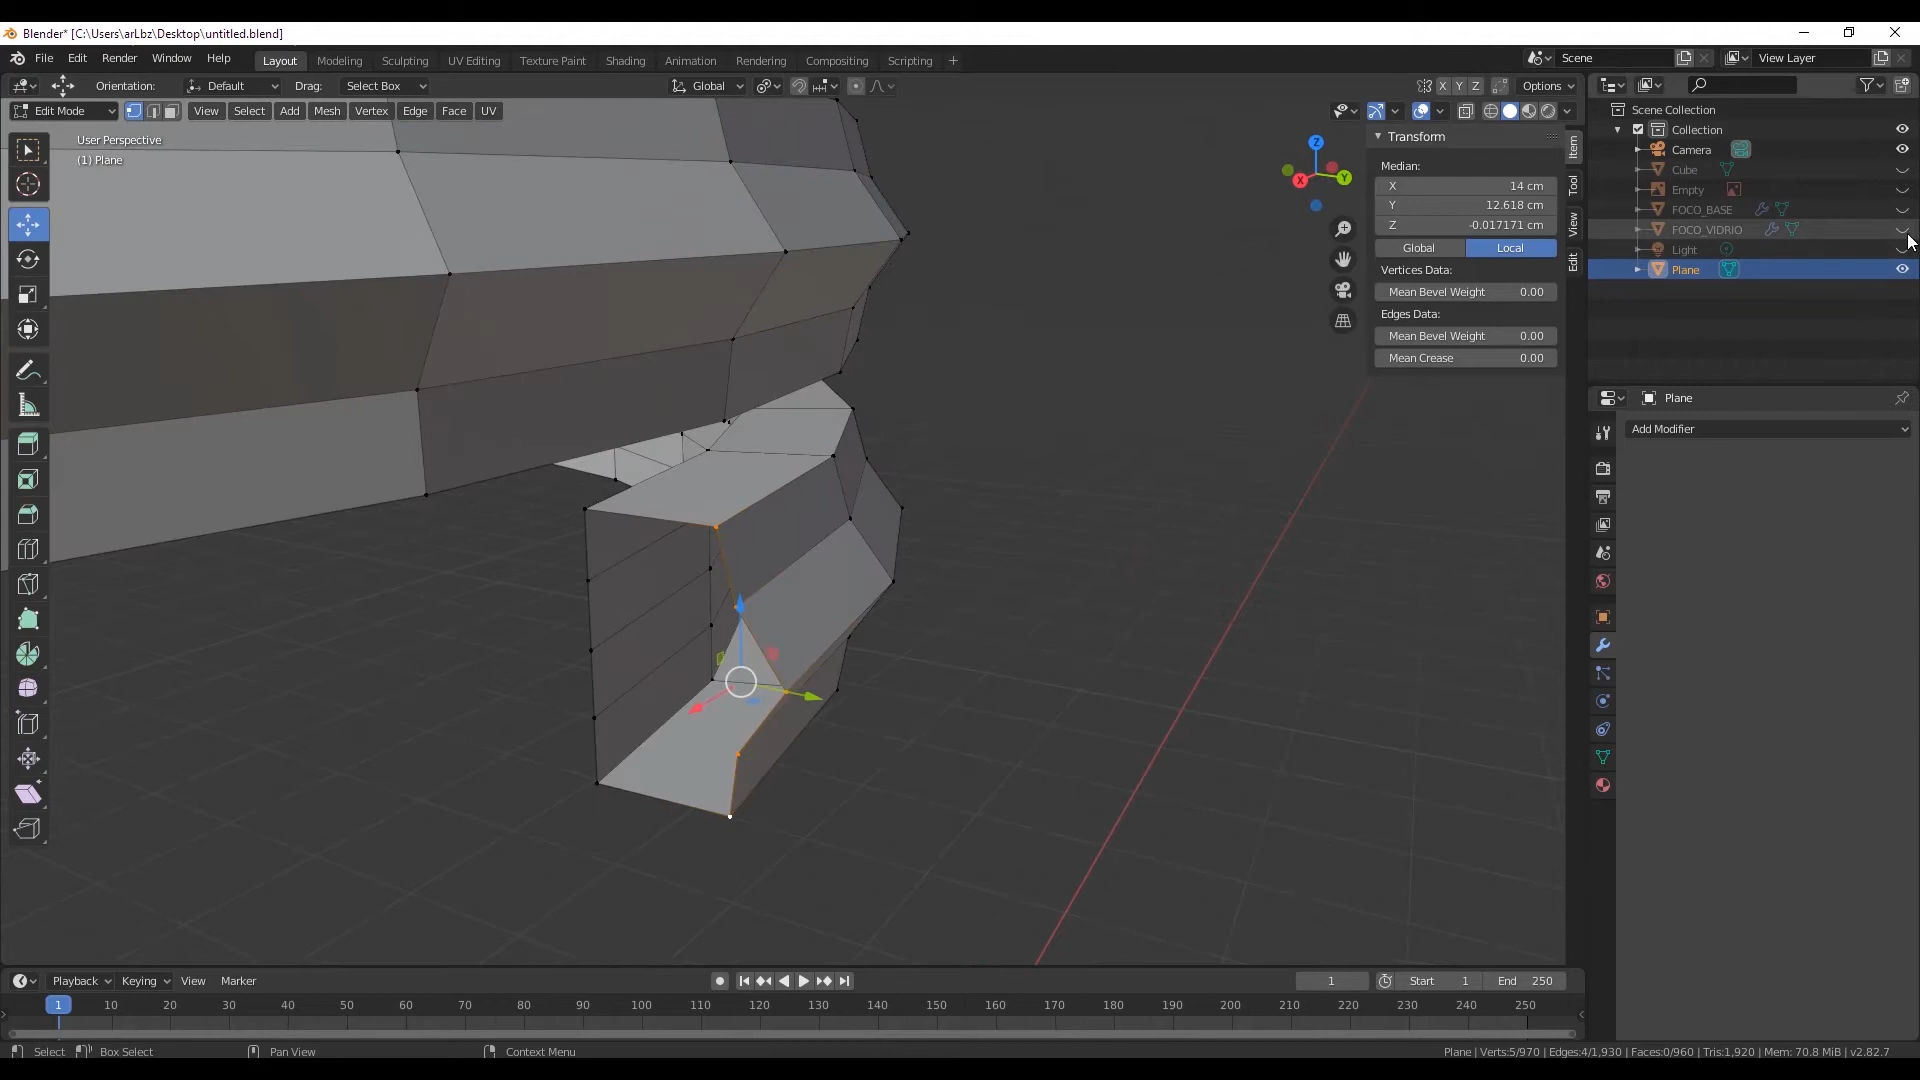 Blender* [C:\Users\arLbz\Desktop\untitled.blend]
File Edit Render Window Help Layout Modeling Sculpting UV Editing Texture Paint Shading Animation Rendering Compositing Scripting + Scene View Layer
Orientation: Default Drag: Select Box Global X Y Z Options
Edit Mode View Select Add Mesh Vertex Edge Face UV
User Perspective
(1) Plane
Z
X
Y
Transform
Median:
X 14 cm
Y 12.618 cm
Z -0.017171 cm
Global Local
Vertices Data:
Mean Bevel Weight 0.00
Edges Data:
Mean Bevel Weight 0.00
Mean Crease 0.00
Item
Tool
View
Edit
Scene Collection
Collection
Camera
Cube
Empty
FOCO_BASE
FOCO_VIDRIO
Light
Plane
Plane
Add Modifier
Playback Keying View Marker 1 Start 1 End 250
1 10 20 30 40 50 60 70 80 90 100 110 120 130 140 150 160 170 180 190 200 210 220 230 240 250
Select Box Select Pan View Context Menu Plane | Verts:5/970 | Edges:4/1,930 | Faces:0/960 | Tris:1,920 | Mem: 70.8 MiB | v2.82.7